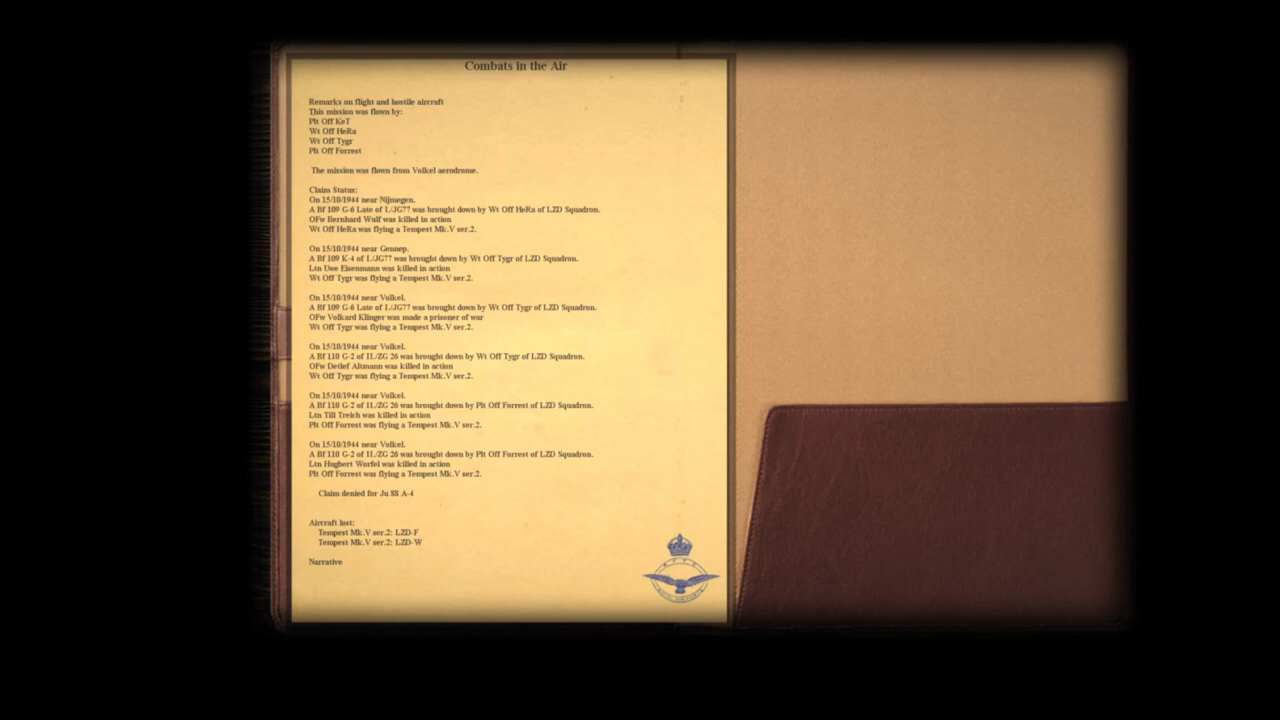 Combats in the Air
Remarks on flight and hostile aircraft
This mission was flown by:
Plt Off KeT
Wt Off HeRa
Wt Off Tygr
Plt Off Forrest
The mission was flown from Volkel aerodrome.
Claim Status:
On 15/10/1944 near Nijmegen.
A Bf 109 G-6 Late of I./JG77 was brought down by Wt Off HeRa of LZD Squadron.
OFw Bernhard Wulf was killed in action
Wt Off HeRa was flying a Tempest Mk.V ser.2.
On 15/10/1944 near Gennep.
A Bf 109 K-4 of I./JG77 was brought down by Wt Off Tygr of LZD Squadron.
Ltn Uwe Eisenmann was killed in action
Wt Off Tygr was flying a Tempest Mk.V ser.2.
On 15/10/1944 near Volkel.
A Bf 109 G-6 Late of I./JG77 was brought down by Wt Off Tygr of LZD Squadron.
OFw Volkard Klinger was made a prisoner of war
Wt Off Tygr was flying a Tempest Mk.V ser.2.
On 15/10/1944 near Volkel.
A Bf 110 G-2 of II./ZG 26 was brought down by Wt Off Tygr of LZD Squadron.
OFw Detlef Altmann was killed in action
Wt Off Tygr was flying a Tempest Mk.V ser.2.
On 15/10/1944 near Volkel.
A Bf 110 G-2 of II./ZG 26 was brought down by Plt Off Forrest of LZD Squadron.
Ltn Till Treich was killed in action
Plt Off Forrest was flying a Tempest Mk.V ser.2.
On 15/10/1944 near Volkel.
A Bf 110 G-2 of II./ZG 26 was brought down by Plt Off Forrest of LZD Squadron.
Ltn Hugbert Worfel was killed in action
Plt Off Forrest was flying a Tempest Mk.V ser.2.
Claim denied for Ju 88 A-4
Aircraft lost:
Tempest Mk.V ser.2: LZD-F
Tempest Mk.V ser.2: LZD-W
Narrative